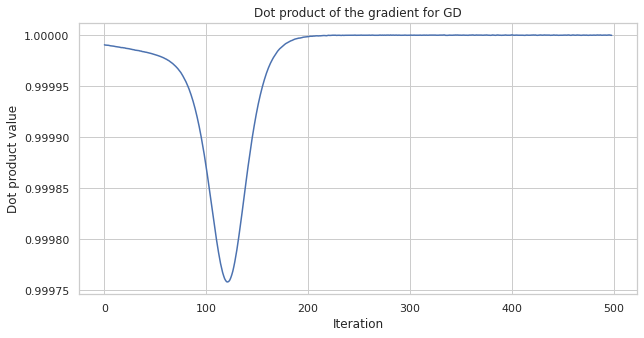 Dot product of the gradient for GD
1.00000
0.99995
0.99990
0.99985
0.99980
0.99975
Dot product value
0 100 200 300 400 500
Iteration